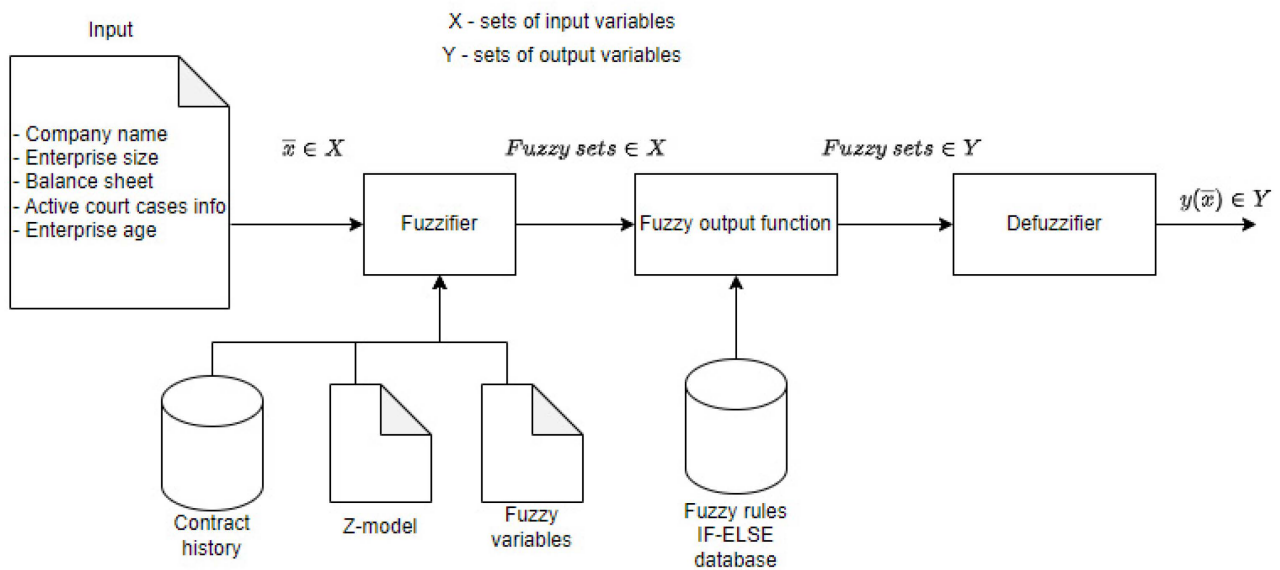 Input
X - sets of input variables
Y - sets of output variables
- Company name
- Enterprise size
- Balance sheet
- Active court cases info
- Enterprise age
x̅ ∈ X
Fuzzy sets ∈ X
Fuzzy sets ∈ Y
Fuzzifier
Fuzzy output function
Defuzzifier
y(x̅) ∈ Y
Contract
history
Z-model
Fuzzy
variables
Fuzzy rules
IF-ELSE
database